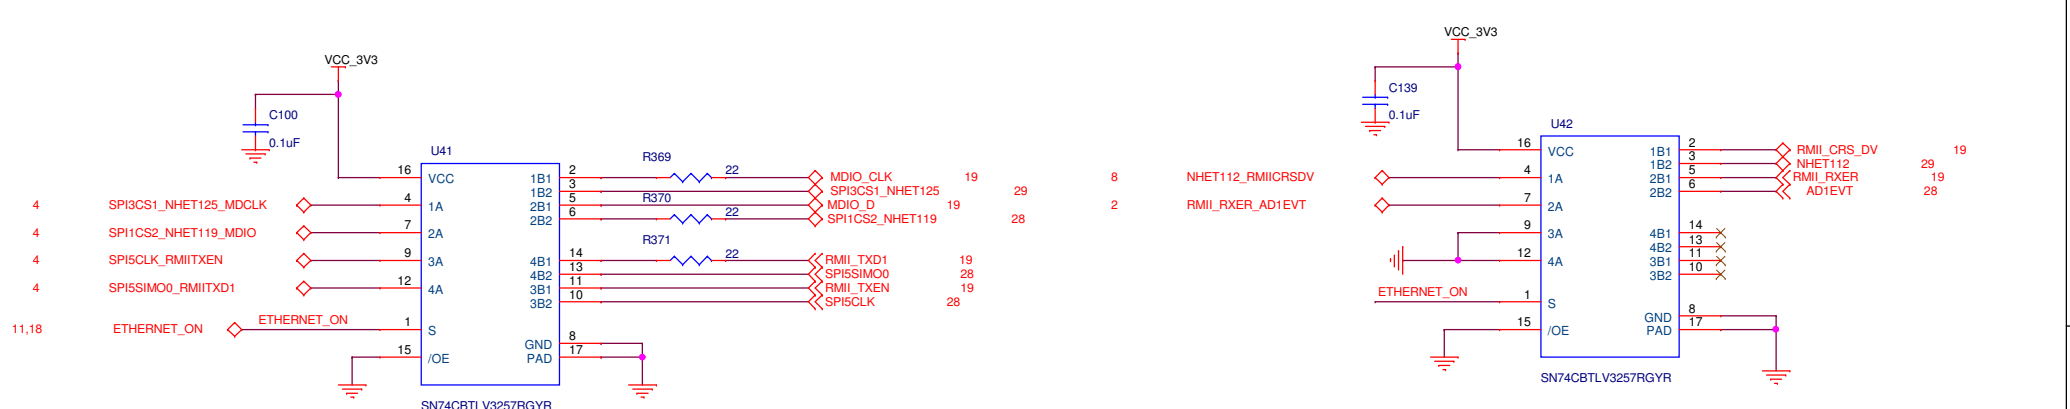 VCC_3V3
C100
0.1uF
U41
16 VCC
4 1A
7 2A
9 3A
12 4A
1 S
15 /OE
1B1 2
1B2 3
2B1 5
2B2 6
4B1 14
4B2 13
3B1 11
3B2 10
GND 8
PAD 17
SN74CBTLV3257RGYR
4 SPI3CS1_NHET125_MDCLK
4 SPI1CS2_NHET119_MDIO
4 SPI5CLK_RMIITXEN
4 SPI5SIMO0_RMIITXD1
11,18 ETHERNET_ON ETHERNET_ON
R369
22
R370
22
R371
22
MDIO_CLK 19
SPI3CS1_NHET125 29
MDIO_D 19
SPI1CS2_NHET119 28
RMII_TXD1 19
SPI5SIMO0 28
RMII_TXEN 19
SPI5CLK 28
VCC_3V3
C139
0.1uF
U42
16 VCC
4 1A
7 2A
9 3A
12 4A
1 S
15 /OE
1B1 2
1B2 3
2B1 5
2B2 6
4B1 14
4B2 13
3B1 11
3B2 10
GND 8
PAD 17
SN74CBTLV3257RGYR
8 NHET112_RMIICRSDV
2 RMII_RXER_AD1EVT
ETHERNET_ON
RMII_CRS_DV 19
NHET112 29
RMII_RXER 19
AD1EVT 28